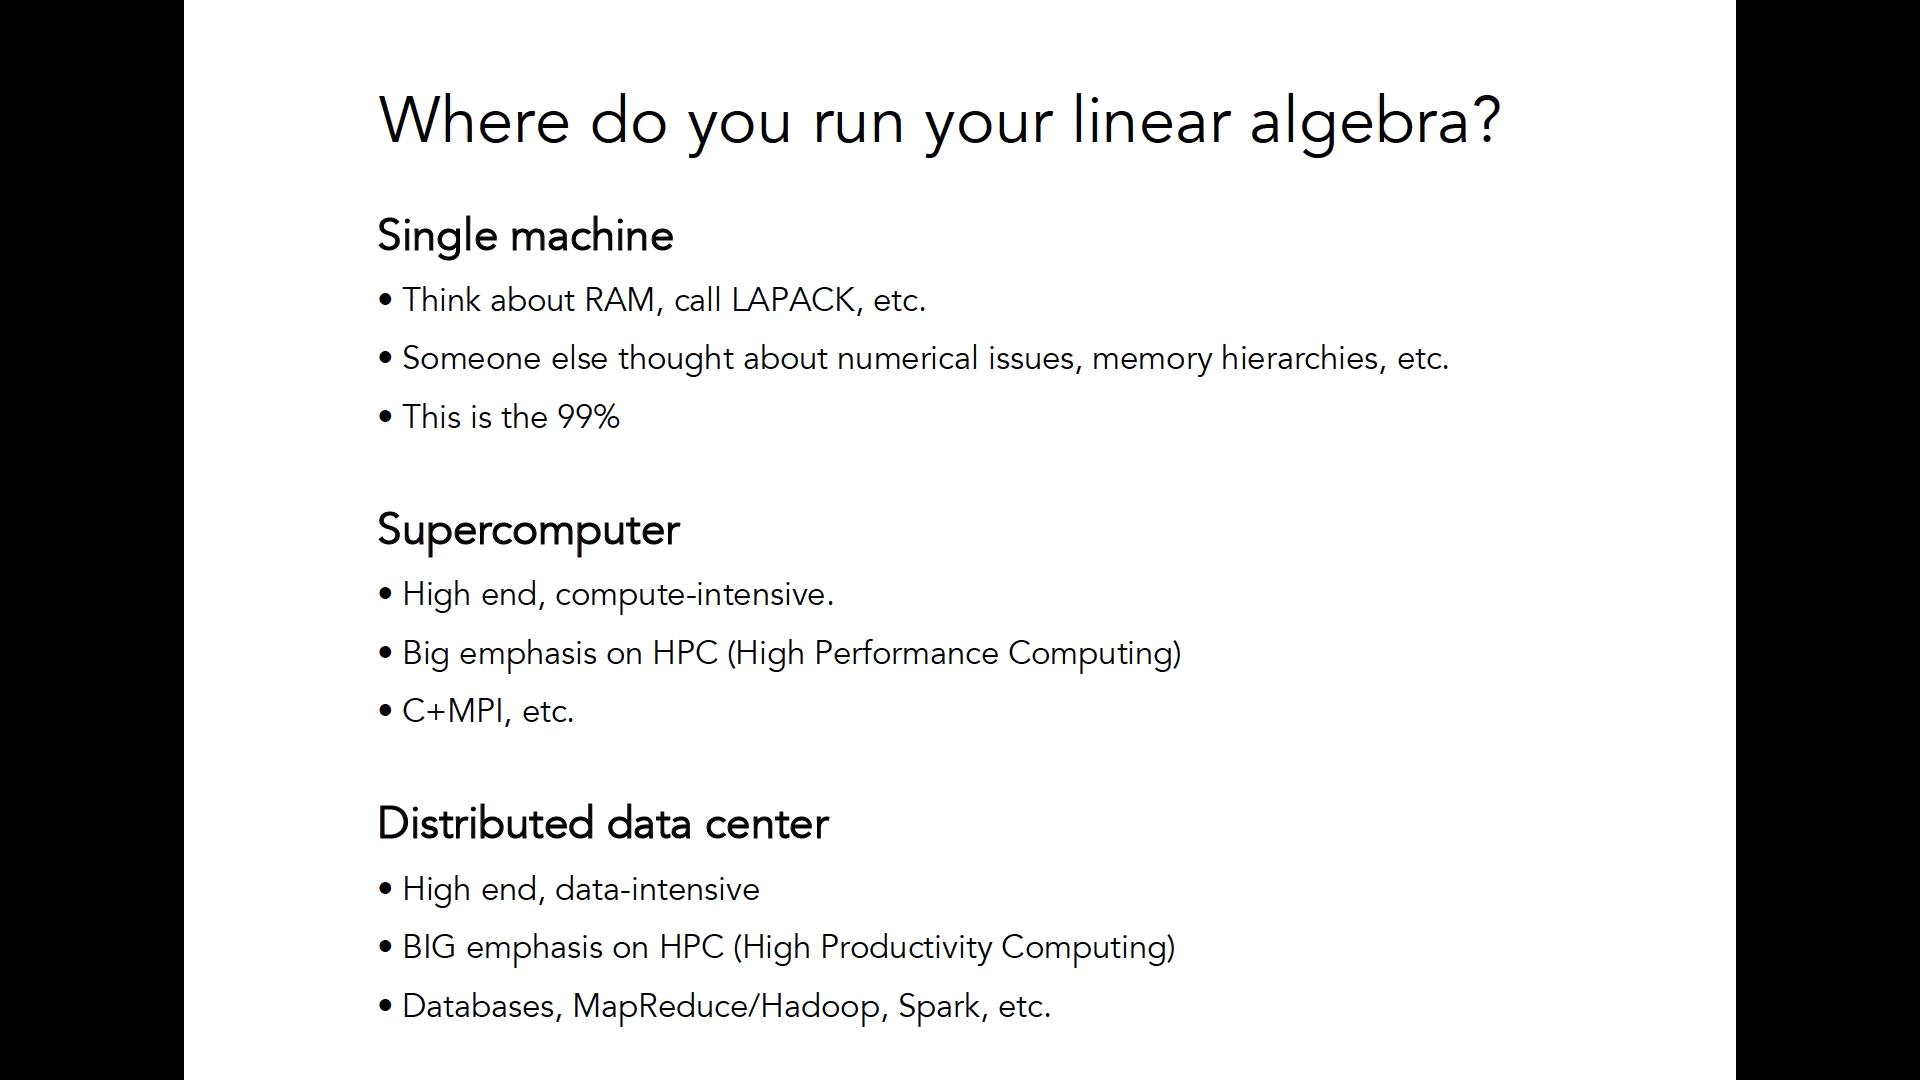 Where do you run your linear algebra?
Single machine
• Think about RAM, call LAPACK, etc.
• Someone else thought about numerical issues, memory hierarchies, etc.
• This is the 99%
Supercomputer
• High end, compute-intensive.
• Big emphasis on HPC (High Performance Computing)
• C+MPI, etc.
Distributed data center
• High end, data-intensive
• BIG emphasis on HPC (High Productivity Computing)
• Databases, MapReduce/Hadoop, Spark, etc.